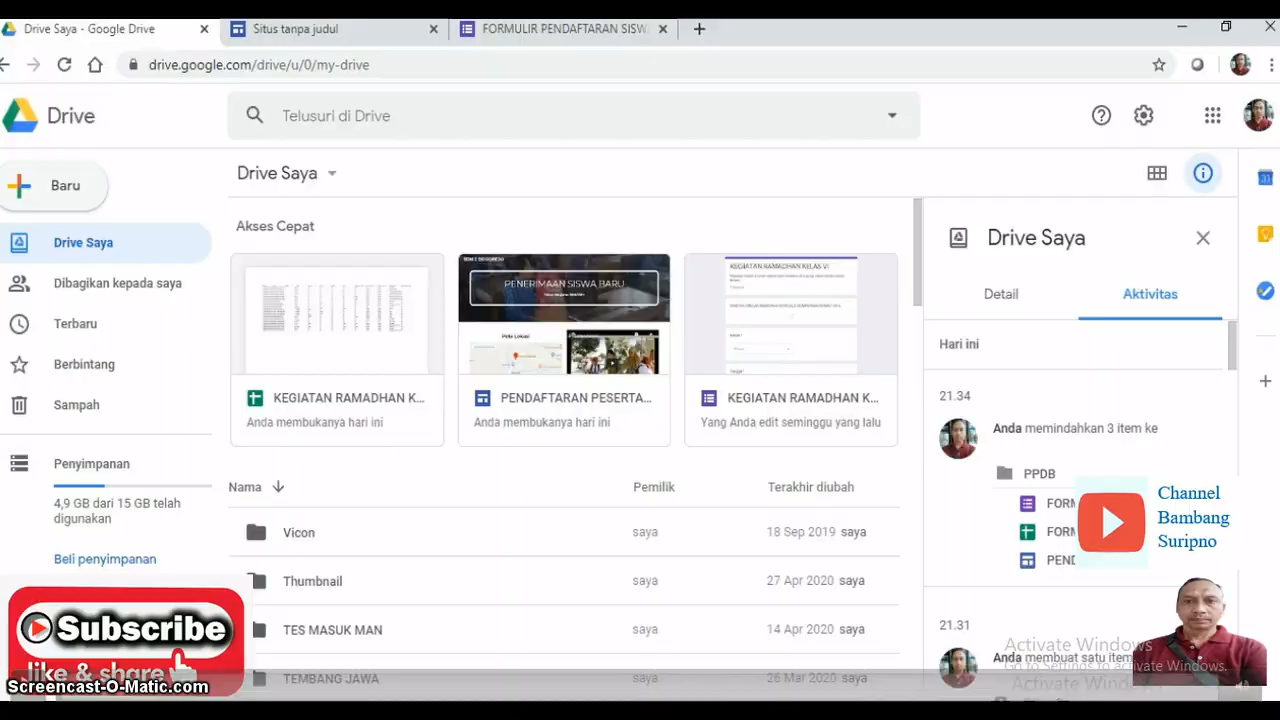 Drive Saya - Google Drive
Situs tanpa judul
FORMULIR PENDAFTARAN SISW
drive.google.com/drive/u/0/my-drive
Drive
Telusuri di Drive
Baru
Drive Saya
Dibagikan kepada saya
Terbaru
Berbintang
Sampah
Penyimpanan
4,9 GB dari 15 GB telah
digunakan
Beli penyimpanan
Drive Saya
Akses Cepat
PENERIMAAN SISWA BARU
Peta Lokasi
KEGIATAN RAMADHAN KELAS VI
KEGIATAN RAMADHAN K...
Anda membukanya hari ini
PENDAFTARAN PESERTA...
Anda membukanya hari ini
KEGIATAN RAMADHAN K...
Yang Anda edit seminggu yang lalu
Nama Pemilik Terakhir diubah
Vicon saya 18 Sep 2019 saya
Thumbnail saya 27 Apr 2020 saya
TES MASUK MAN saya 14 Apr 2020 saya
TEMBANG JAWA saya 26 Mar 2020 saya
Drive Saya
Detail Aktivitas
Hari ini
21.34
Anda memindahkan 3 item ke
PPDB
FORM
FORM
PEND
21.31
Anda membuat satu item
31
Channel
Bambang
Suripno
Activate Windows
Go to Settings to activate Windows.
Subscribe
like & share
Screencast-O-Matic.com